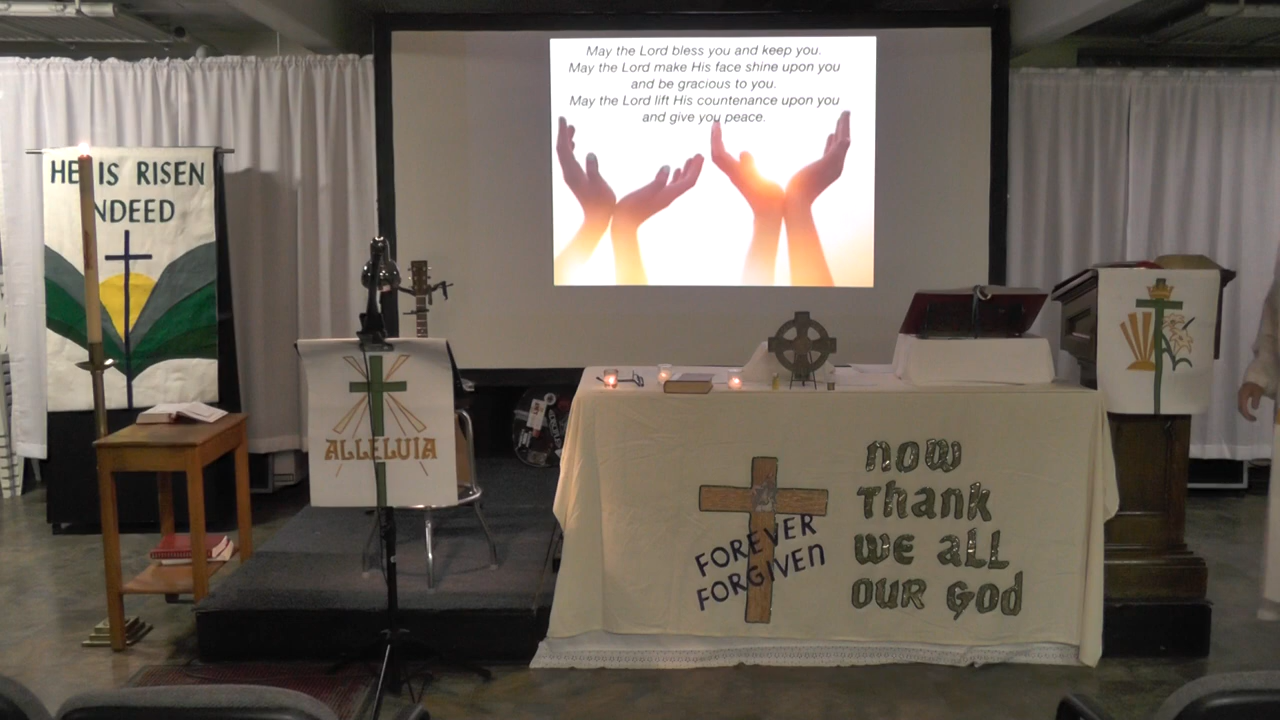 May the Lord bless you and keep you.
May the Lord make His face shine upon you
and be gracious to you.
May the Lord lift His countenance upon you
and give you peace.
HE IS RISEN
INDEED
ALLELUIA
FOREVER
FORGIVEN
NOW
THANK
WE ALL
OUR GOD